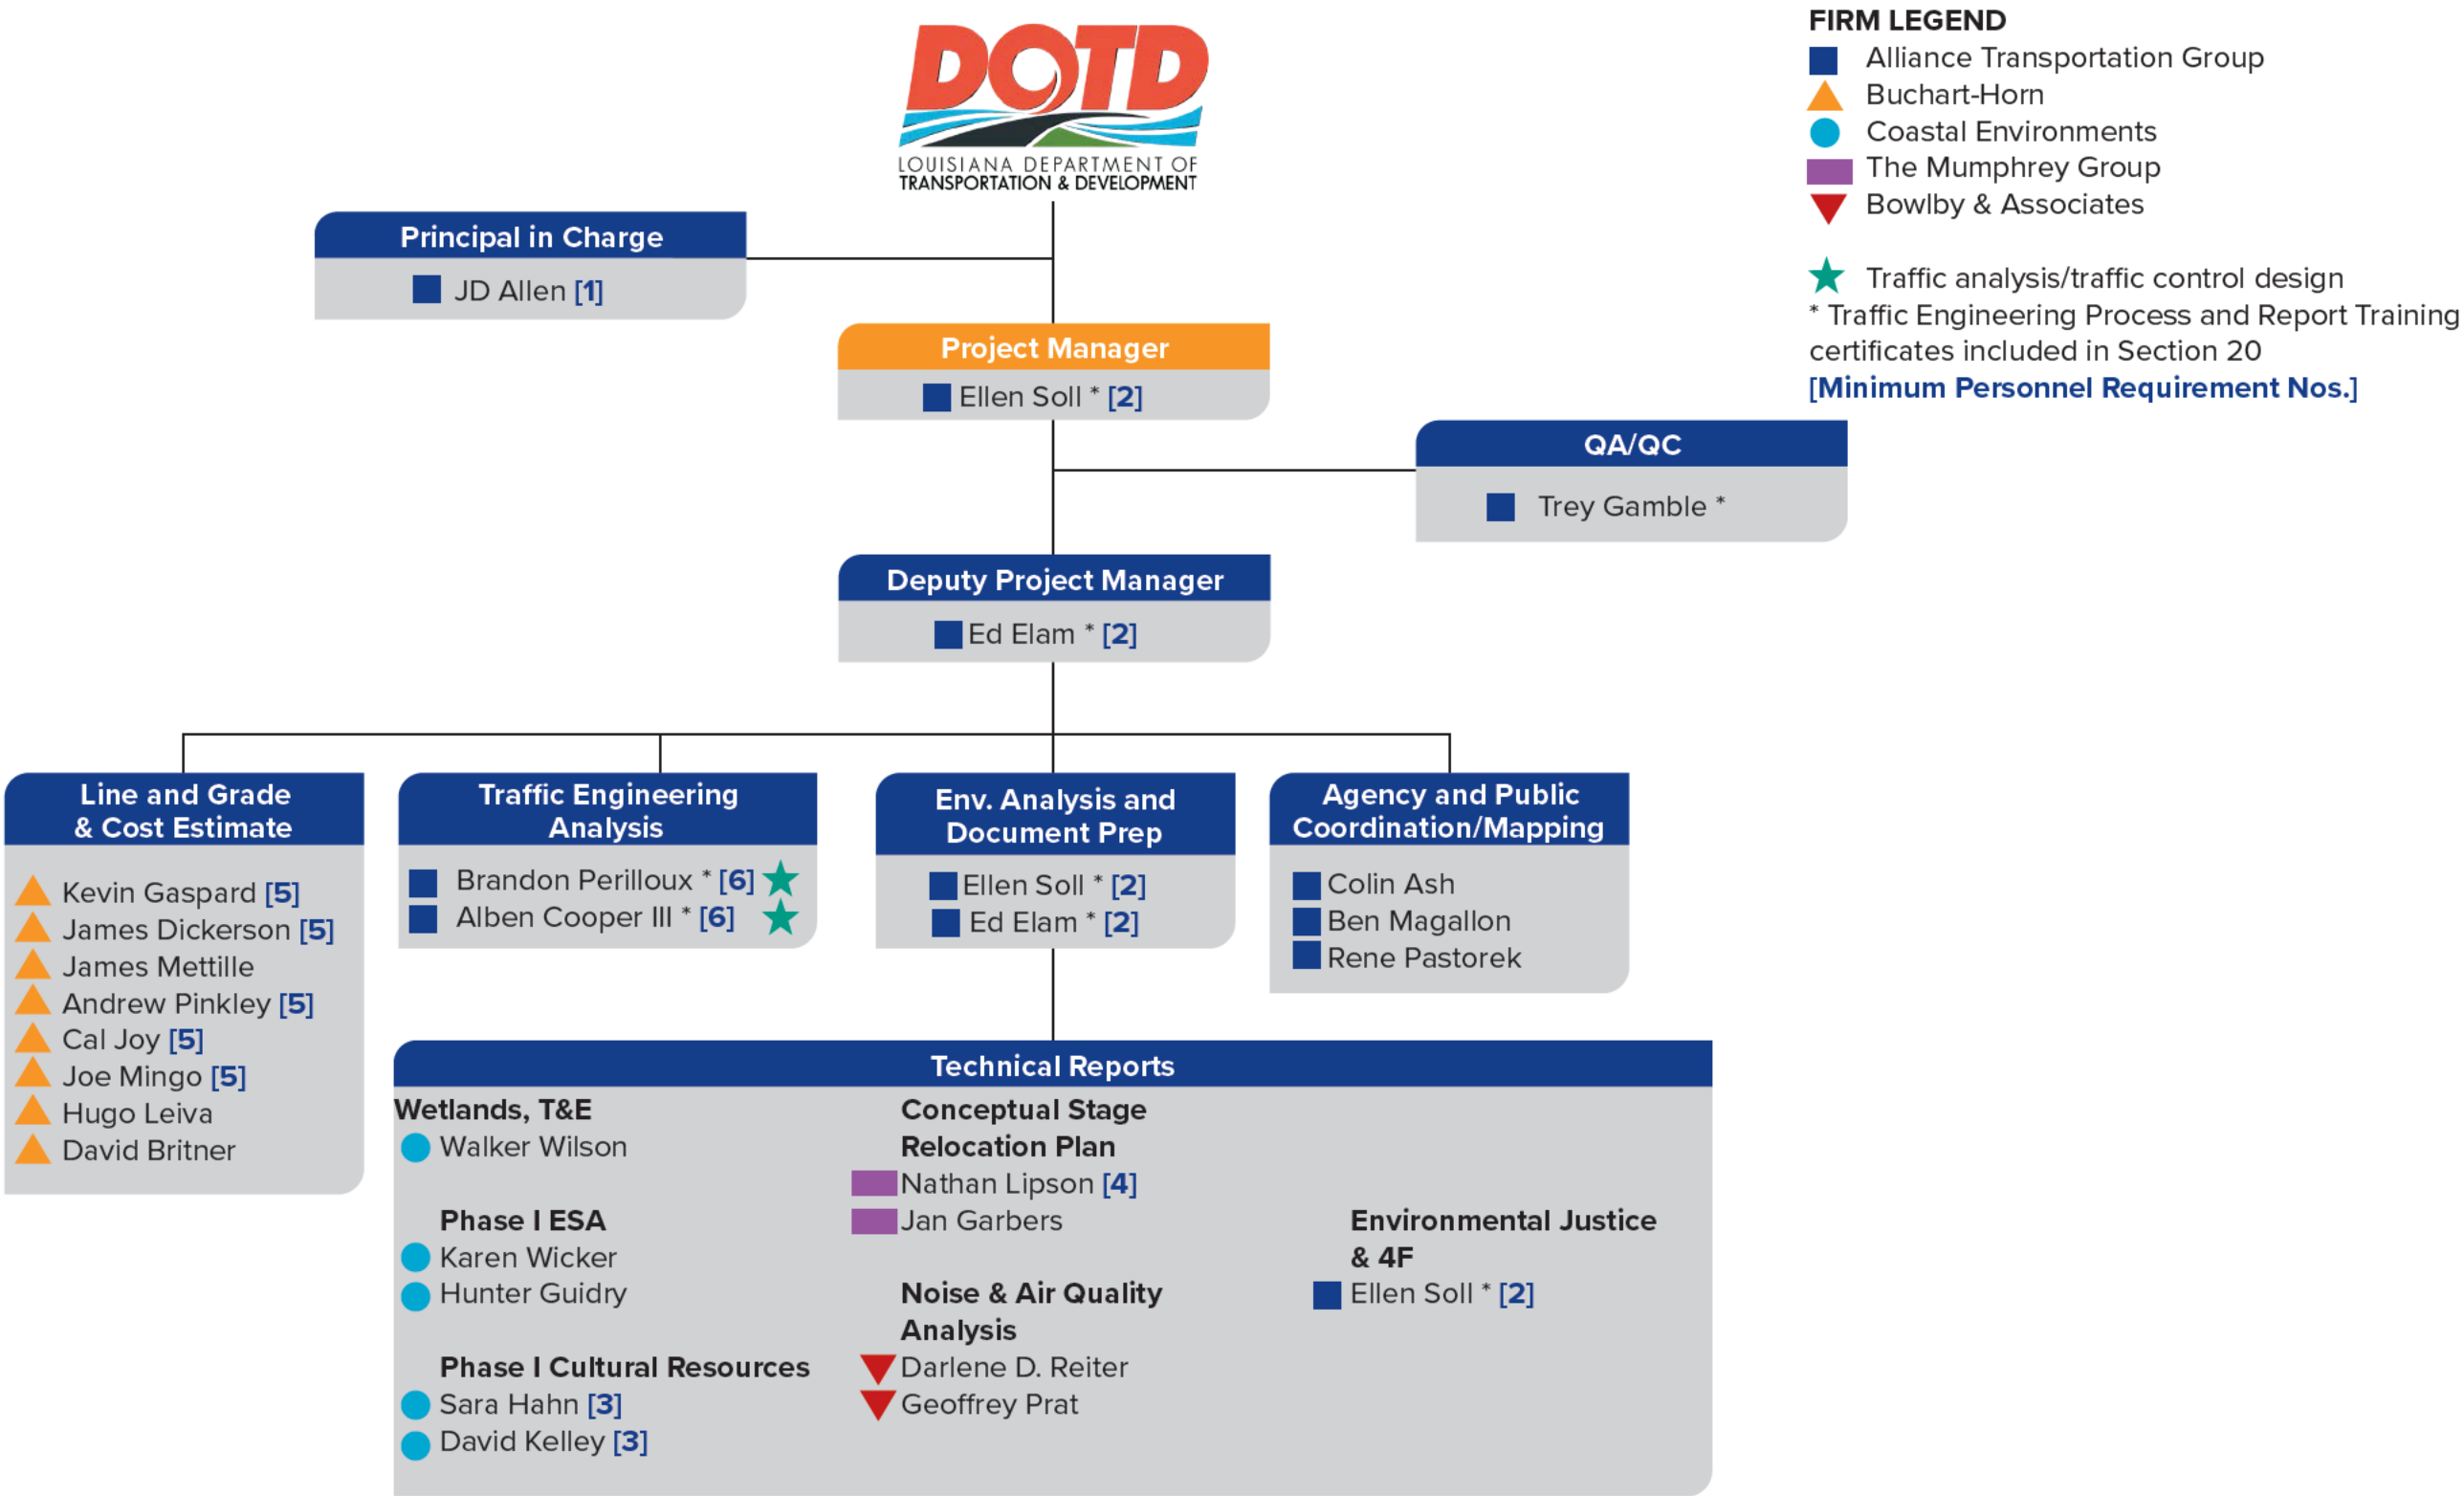 DOTD
LOUISIANA DEPARTMENT OF
TRANSPORTATION & DEVELOPMENT
FIRM LEGEND
Alliance Transportation Group
Buchart-Horn
Coastal Environments
The Mumphrey Group
Bowlby & Associates
Traffic analysis/traffic control design
* Traffic Engineering Process and Report Training
certificates included in Section 20
[Minimum Personnel Requirement Nos.]
Principal in Charge
JD Allen [1]
Project Manager
Ellen Soll * [2]
QA/QC
Trey Gamble *
Deputy Project Manager
Ed Elam * [2]
Line and Grade
& Cost Estimate
Kevin Gaspard [5]
James Dickerson [5]
James Mettille
Andrew Pinkley [5]
Cal Joy [5]
Joe Mingo [5]
Hugo Leiva
David Britner
Traffic Engineering
Analysis
Brandon Perilloux * [6]
Alben Cooper III * [6]
Env. Analysis and
Document Prep
Ellen Soll * [2]
Ed Elam * [2]
Agency and Public
Coordination/Mapping
Colin Ash
Ben Magallon
Rene Pastorek
Technical Reports
Wetlands, T&E
Walker Wilson
Phase I ESA
Karen Wicker
Hunter Guidry
Phase I Cultural Resources
Sara Hahn [3]
David Kelley [3]
Conceptual Stage
Relocation Plan
Nathan Lipson [4]
Jan Garbers
Noise & Air Quality
Analysis
Darlene D. Reiter
Geoffrey Prat
Environmental Justice
& 4F
Ellen Soll * [2]